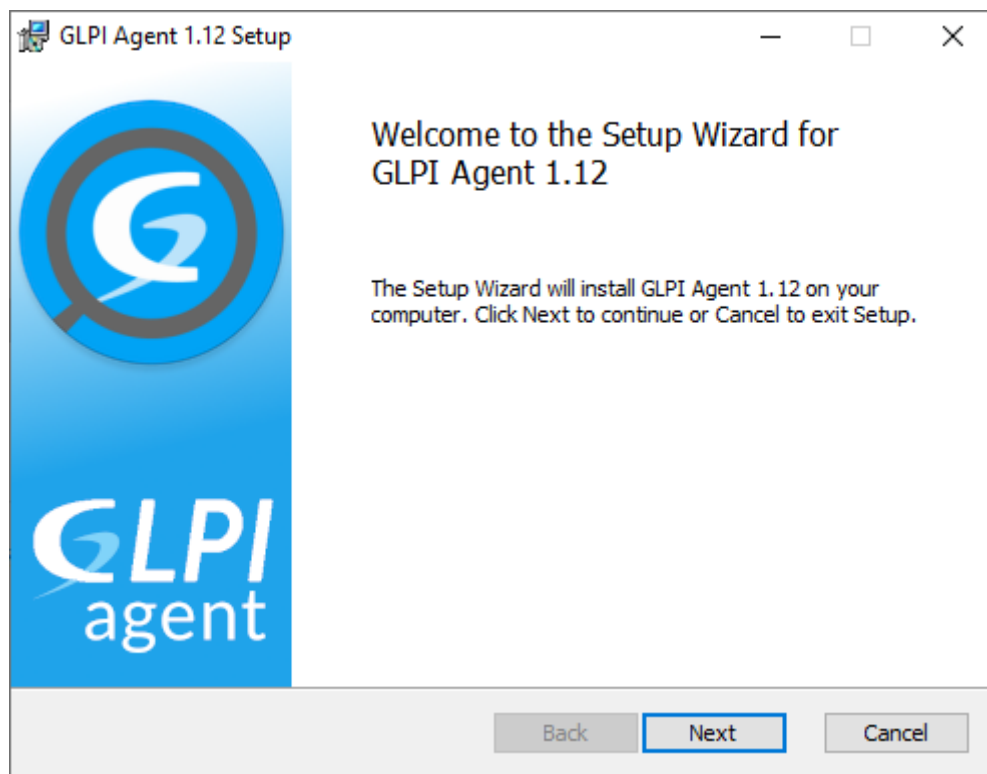 GLPI Agent 1.12 Setup
Welcome to the Setup Wizard for
GLPI Agent 1.12
The Setup Wizard will install GLPI Agent 1.12 on your
computer. Click Next to continue or Cancel to exit Setup.
GLPI
agent
Back
Next
Cancel